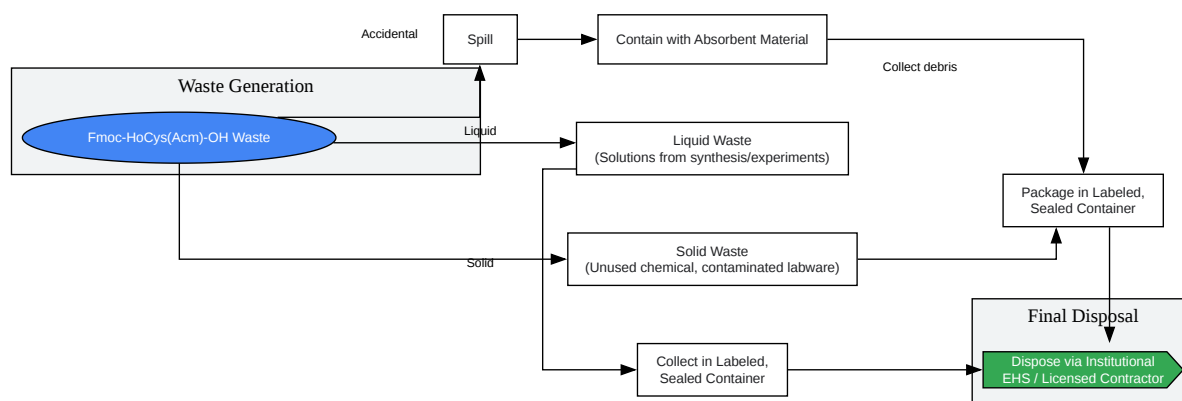 Accidental
Spill
Contain with Absorbent Material
Collect debris
Waste Generation
Fmoc-HoCys(Acm)-OH Waste
Liquid
Liquid Waste
(Solutions from synthesis/experiments)
Package in Labeled,
Sealed Container
Solid
Solid Waste
(Unused chemical, contaminated labware)
Final Disposal
Collect in Labeled,
Sealed Container
Dispose via Institutional
EHS / Licensed Contractor